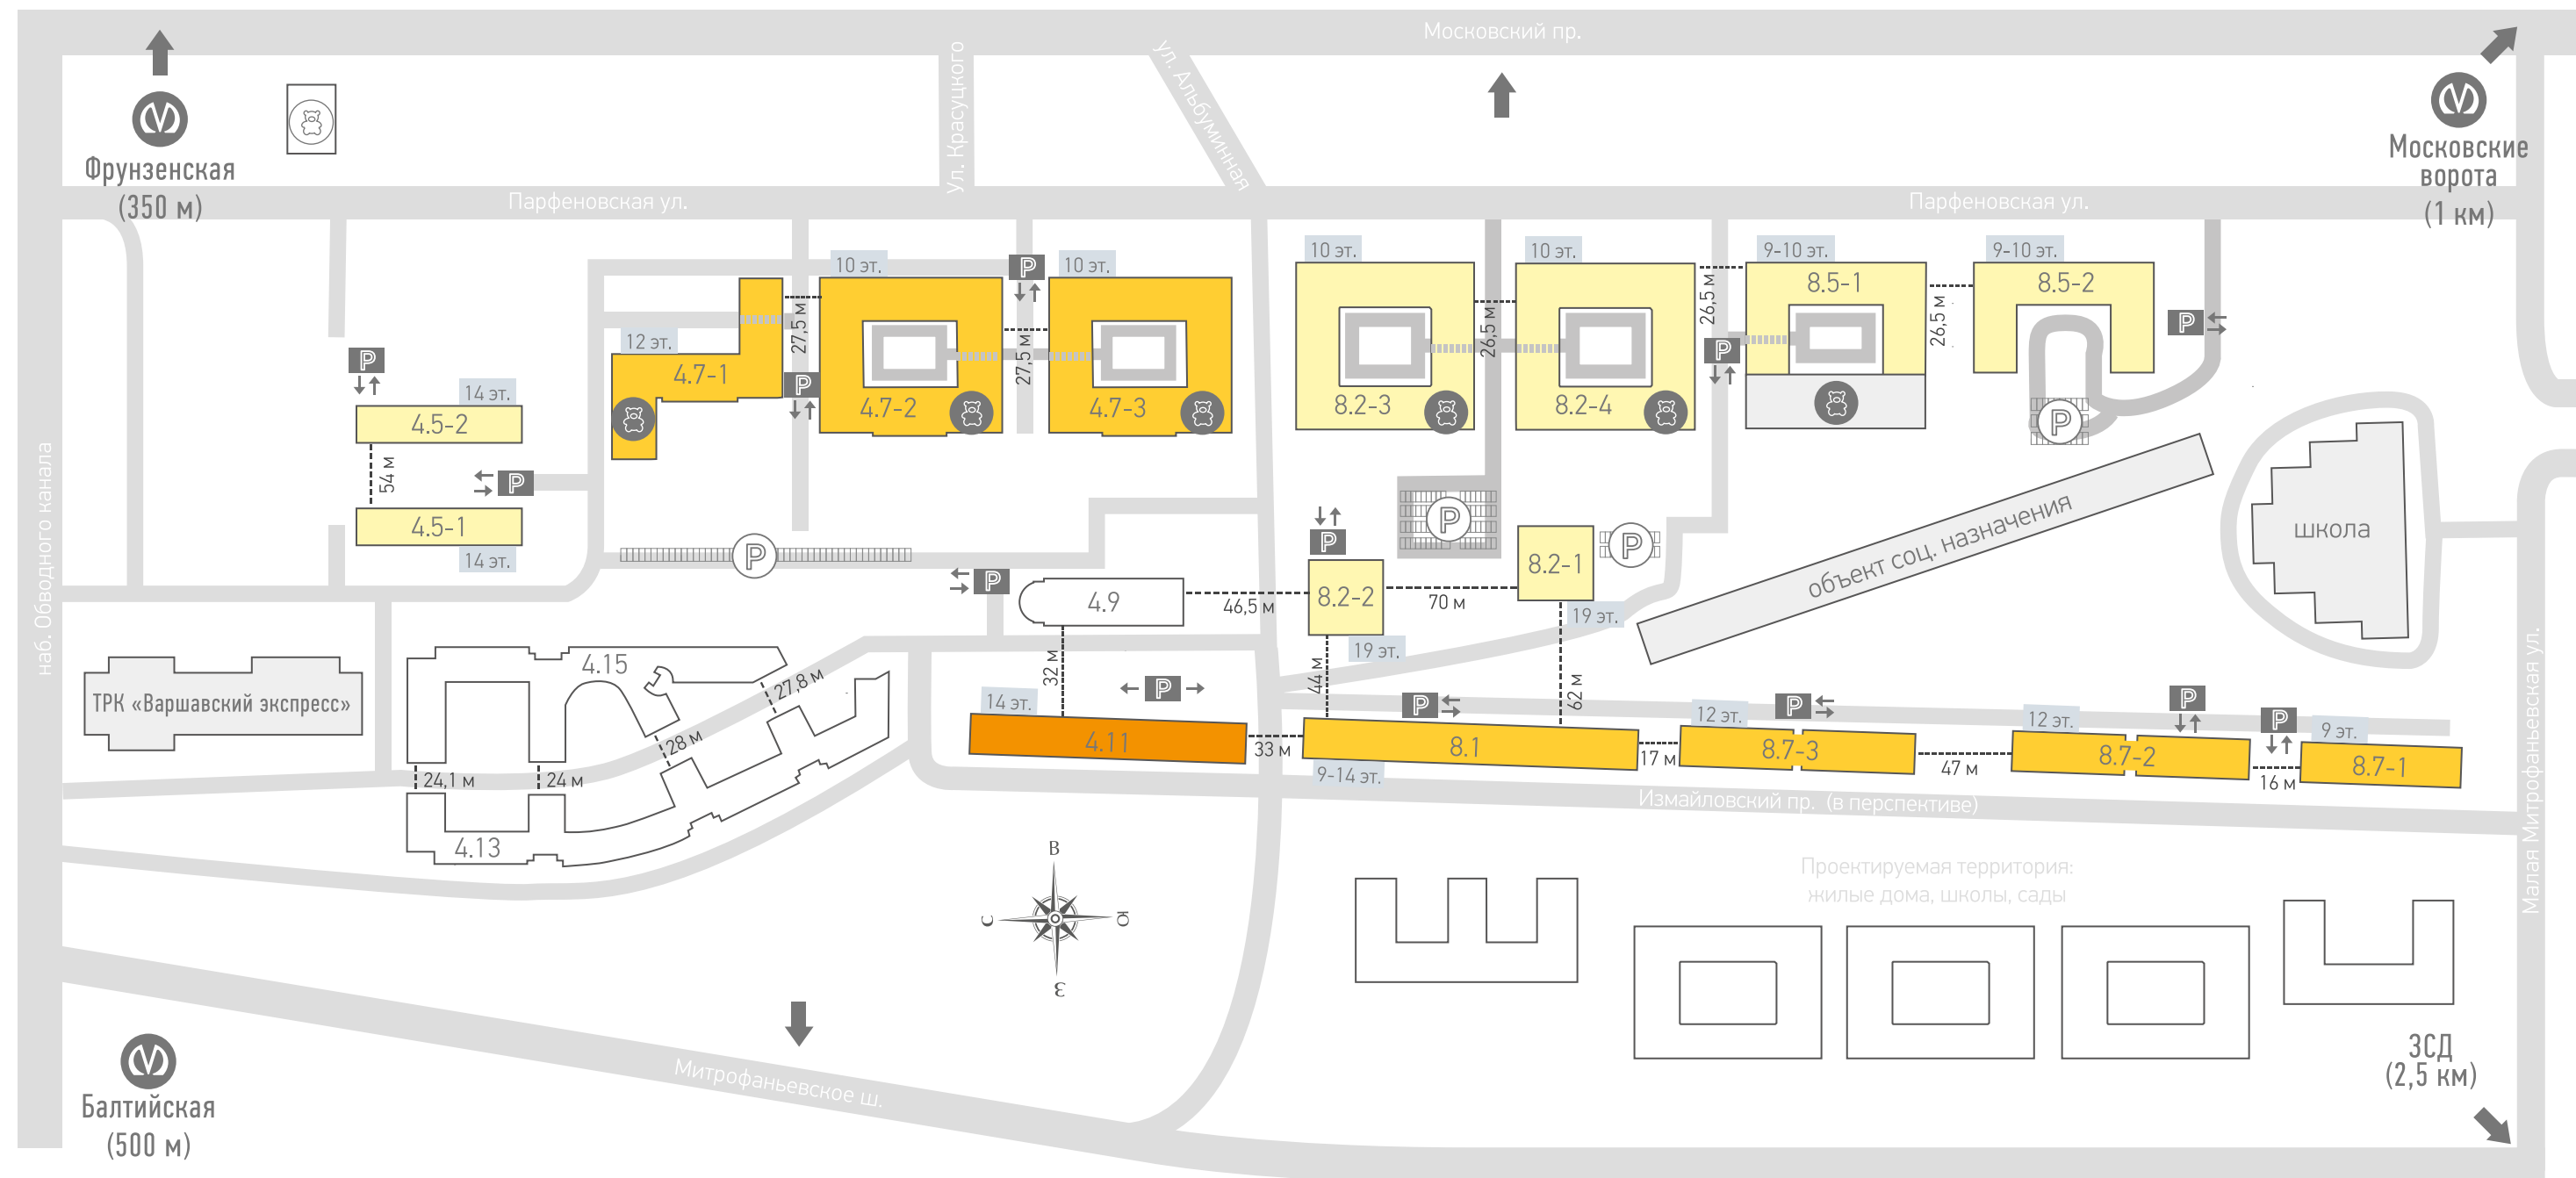 Московский пр.
ул. Красуцкого
ул. Альбуминная
Фрунзенская
(350 м)
Московские
ворота
(1 км)
Парфеновская ул.
Парфеновская ул.
10 эт.
10 эт.
10 эт.
10 эт.
9-10 эт.
9-10 эт.
8.5-1
8.5-2
27,5 м
27,5 м
26,5 м
26,5 м
26,5 м
P
P
12 эт.
4.7-1
P
P
P
14 эт.
4.7-2
4.7-3
8.2-3
8.2-4
4.5-2
P
54 м
P
4.5-1
14 эт.
P
P
P
школа
объект соц. назначения
наб. Обводного канала
P
P
8.2-1
4.9
46,5 м
8.2-2
70 м
19 эт.
19 эт.
4.15
ТРК «Варшавский экспресс»
27,8 м
32 м
P
44 м
62 м
14 эт.
P
12 эт.
P
12 эт.
P
P
9 эт.
28 м
4.11
33 м
8.1
17 м
8.7-3
47 м
8.7-2
16 м
8.7-1
24,1 м
24 м
9-14 эт.
Измайловский пр. (в перспективе)
4.13
Малая Митрофаньевская ул.
В
С
Ю
З
Проектируемая территория:
жилые дома, школы, сады
Митрофаньевское ш.
Балтийская
(500 м)
ЗСД
(2,5 км)